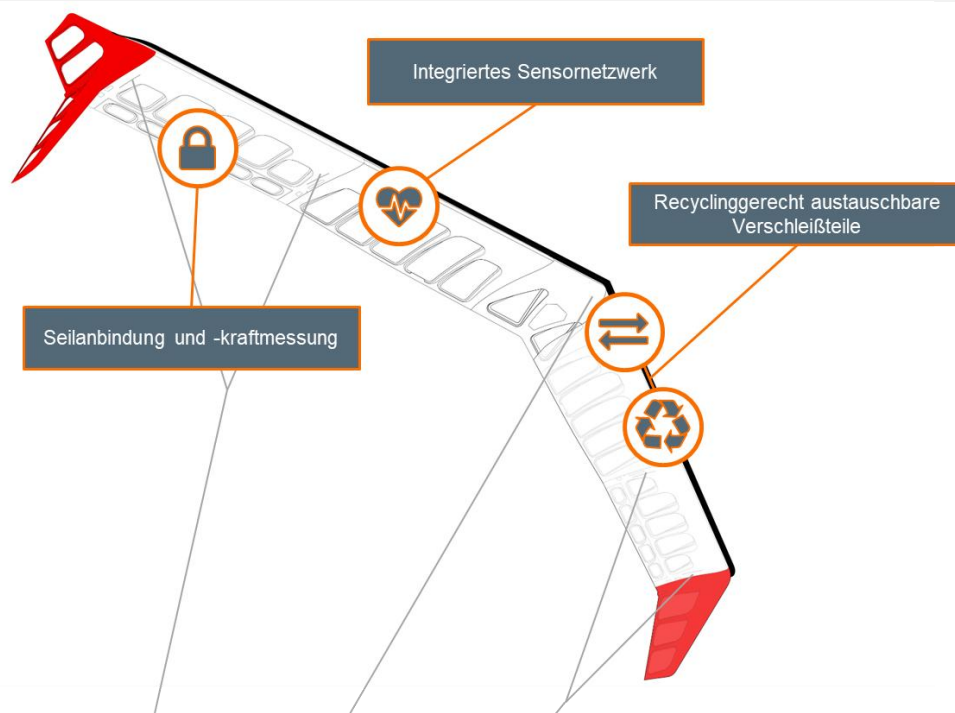 Integriertes Sensornetzwerk
Recyclinggerecht austauschbare
Verschleißteile
Seilanbindung und -kraftmessung